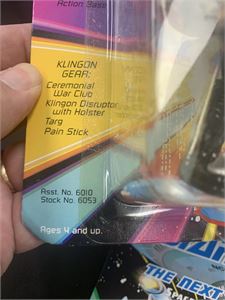 Action Base
KLINGON
GEAR:
Ceremonial
War Club
Klingon Disruptor
with Holster
Targ
Pain Stick
Asst. No. 6010
Stock No. 6053
Ages 4 and up.
THE NEXT